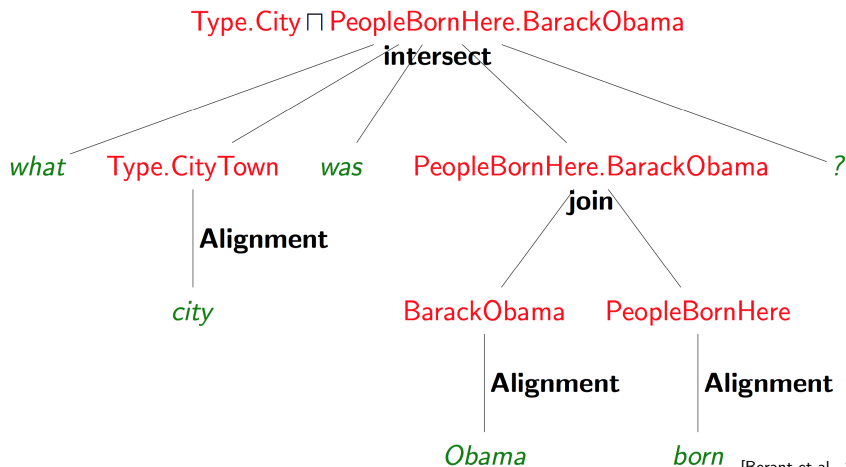 Type.City ⊓ PeopleBornHere.BarackObama
intersect
what Type.CityTown was PeopleBornHere.BarackObama ?
join
Alignment
city BarackObama PeopleBornHere
Alignment Alignment
Obama born